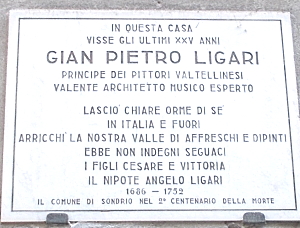 IN QUESTA CASA
VISSE GLI ULTIMI XXV ANNI
GIAN PIETRO LIGARI
PRINCIPE DEI PITTORI VALTELLINESI
VALENTE ARCHITETTO MUSICO ESPERTO
LASCIO' CHIARE ORME DI SE'
IN ITALIA E FUORI
ARRICCHI' LA NOSTRA VALLE DI AFFRESCHI E DIPINTI
EBBE NON INDEGNI SEGUACI
I FIGLI CESARE E VITTORIA
IL NIPOTE ANGELO LIGARI
1686 - 1752
IL COMUNE DI SONDRIO NEL 2° CENTENARIO DELLA MORTE